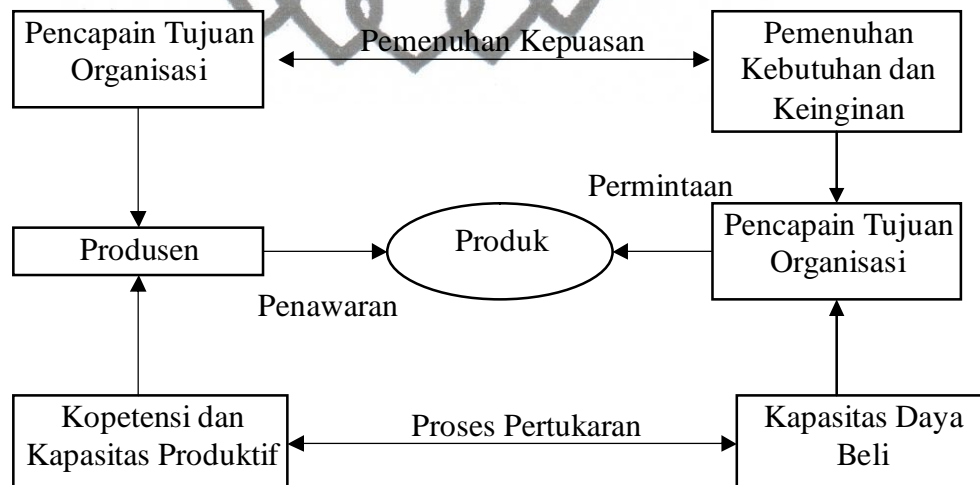 Pencapain Tujuan
Organisasi
Pemenuhan Kepuasan
Pemenuhan
Kebutuhan dan
Keinginan
Permintaan
Produsen
Produk
Pencapain Tujuan
Organisasi
Penawaran
Kopetensi dan
Kapasitas Produktif
Proses Pertukaran
Kapasitas Daya
Beli